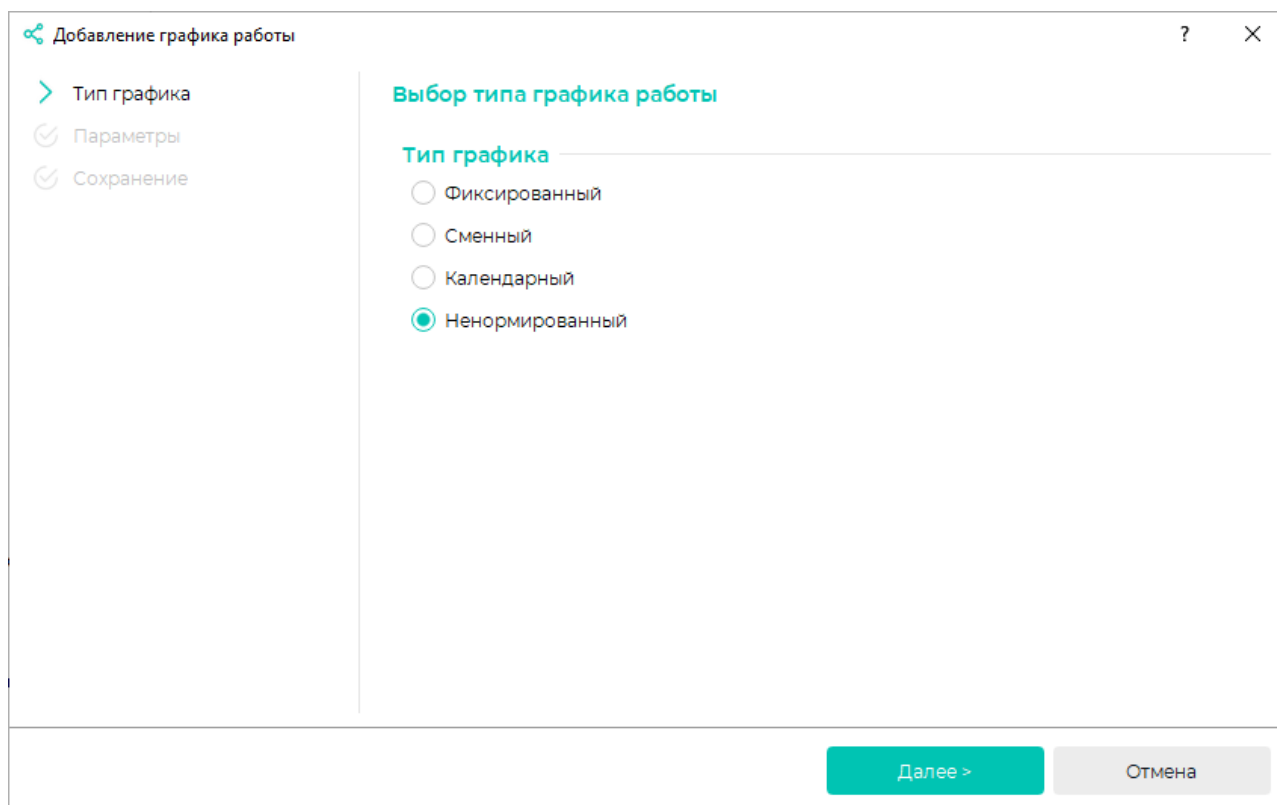 Добавление графика работы
?
Тип графика
Параметры
Сохранение
Выбор типа графика работы
Тип графика
Фиксированный
Сменный
Календарный
Ненормированный
Далее >
Отмена